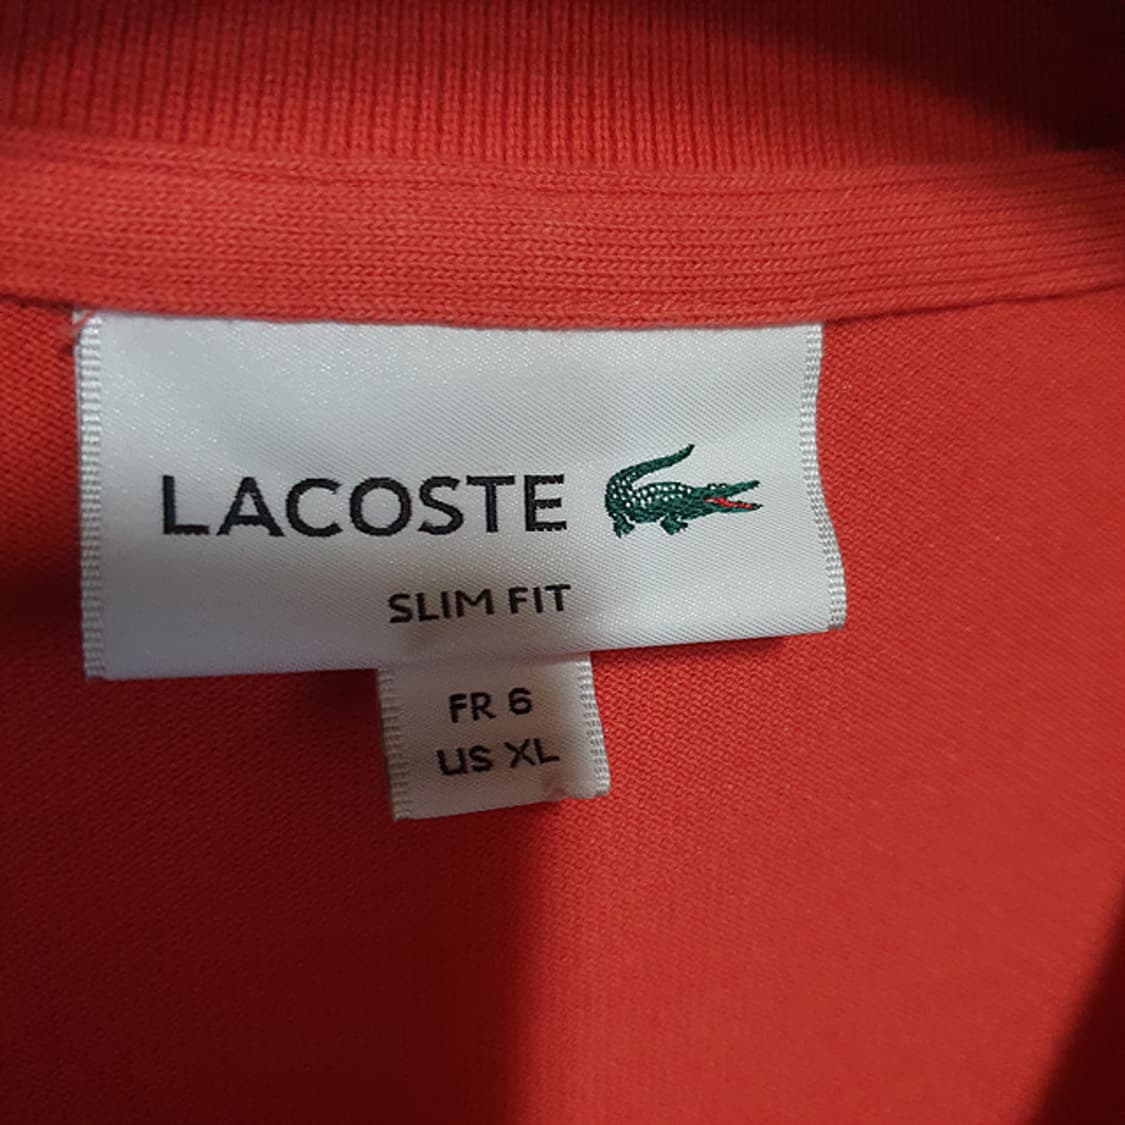 LACOSTE
SLIM FIT
FR 6
US XL